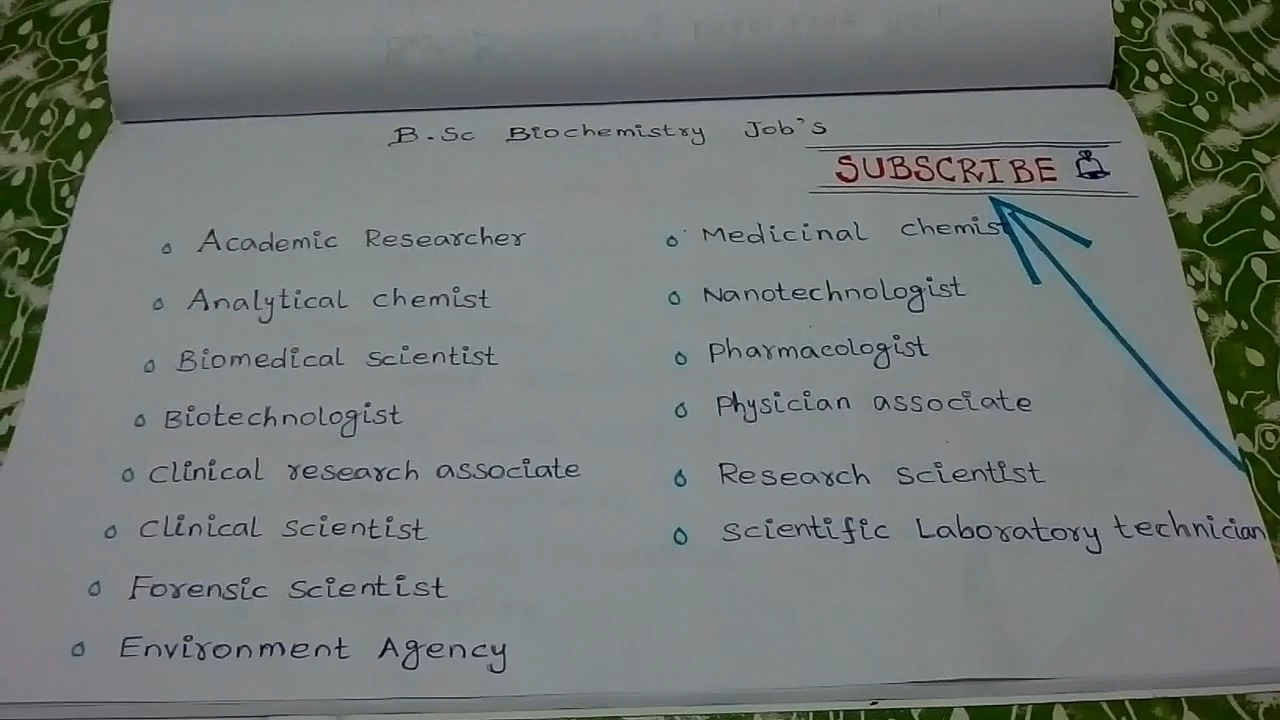 B.Sc Biochemistry Job's
SUBSCRIBE
Academic Researcher
Analytical chemist
Biomedical scientist
Biotechnologist
Clinical research associate
Clinical scientist
Forensic scientist
Environment Agency
Medicinal chemist
Nanotechnologist
Pharmacologist
Physician associate
Research scientist
Scientific Laboratory technician